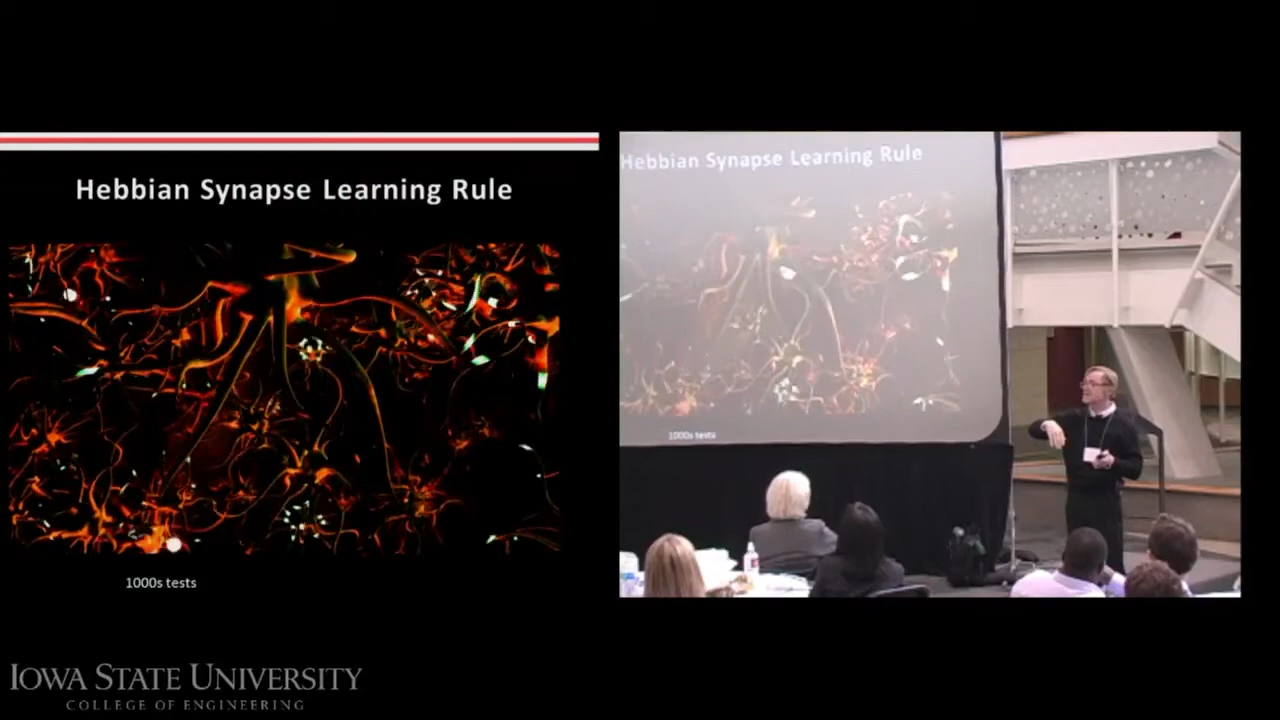 Hebbian Synapse Learning Rule
1000s tests
Hebbian Synapse Learning Rule
1000s tests
IOWA STATE UNIVERSITY
COLLEGE OF ENGINEERING